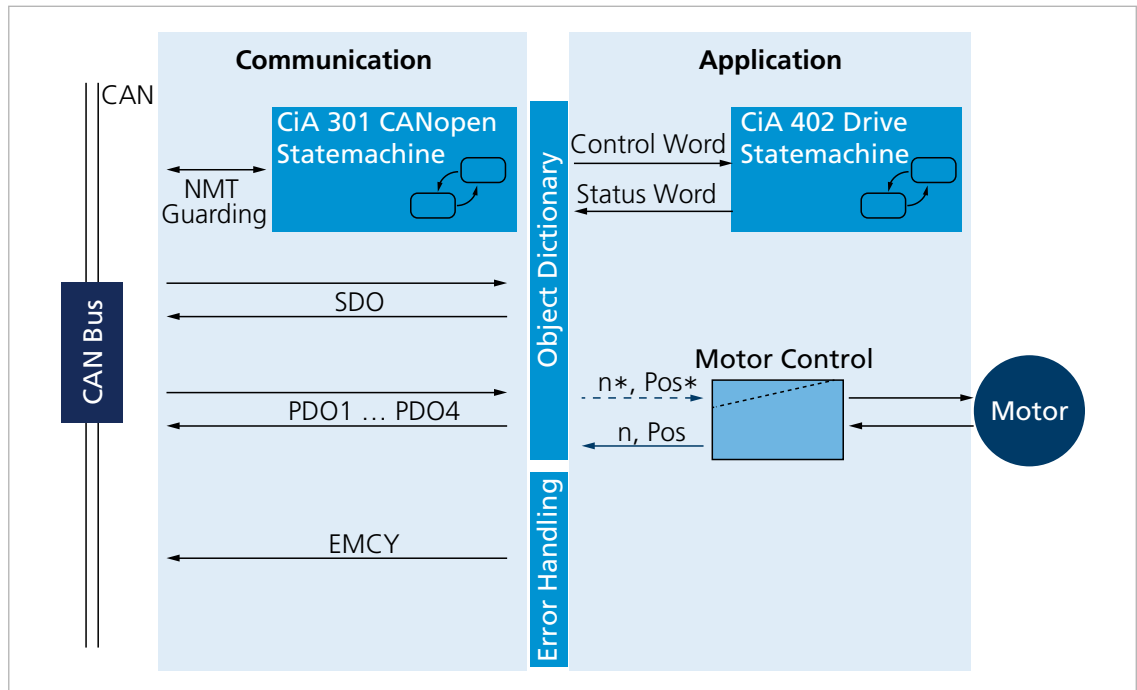 Communication
Application
CAN
CiA 301 CANopen
Statemachine
NMT
Guarding
SDO
PDO1 … PDO4
EMCY
CAN Bus
Object Dictionary
Error Handling
Control Word
Status Word
CiA 402 Drive
Statemachine
Motor Control
n*, Pos*
n, Pos
Motor